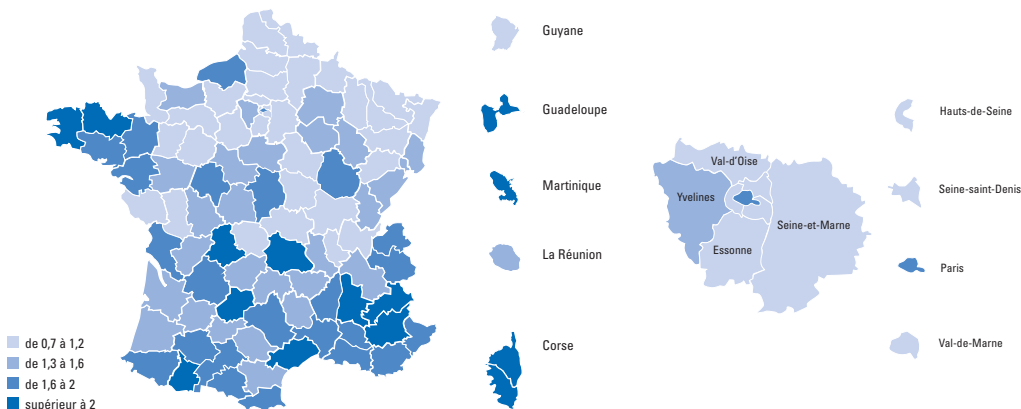 Guyane
Guadeloupe
Martinique
La Réunion
Corse
de 0,7 à 1,2
de 1,3 à 1,6
de 1,6 à 2
supérieur à 2
Val-d'Oise
Yvelines
Seine-et-Marne
Essonne
Hauts-de-Seine
Seine-saint-Denis
Paris
Val-de-Marne